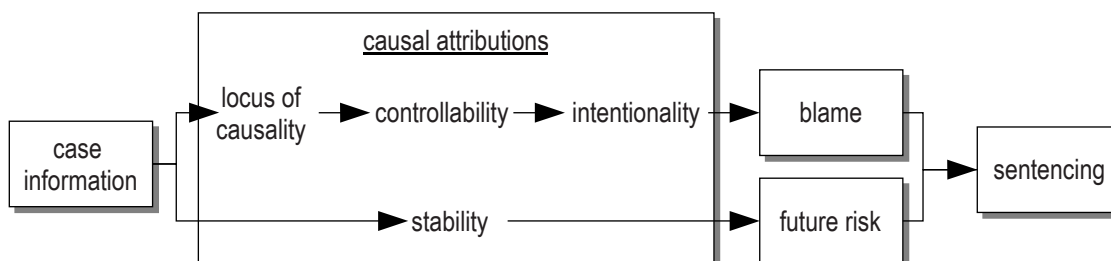 causal attributions
case
information
locus of
causality
controllability
intentionality
blame
stability
future risk
sentencing